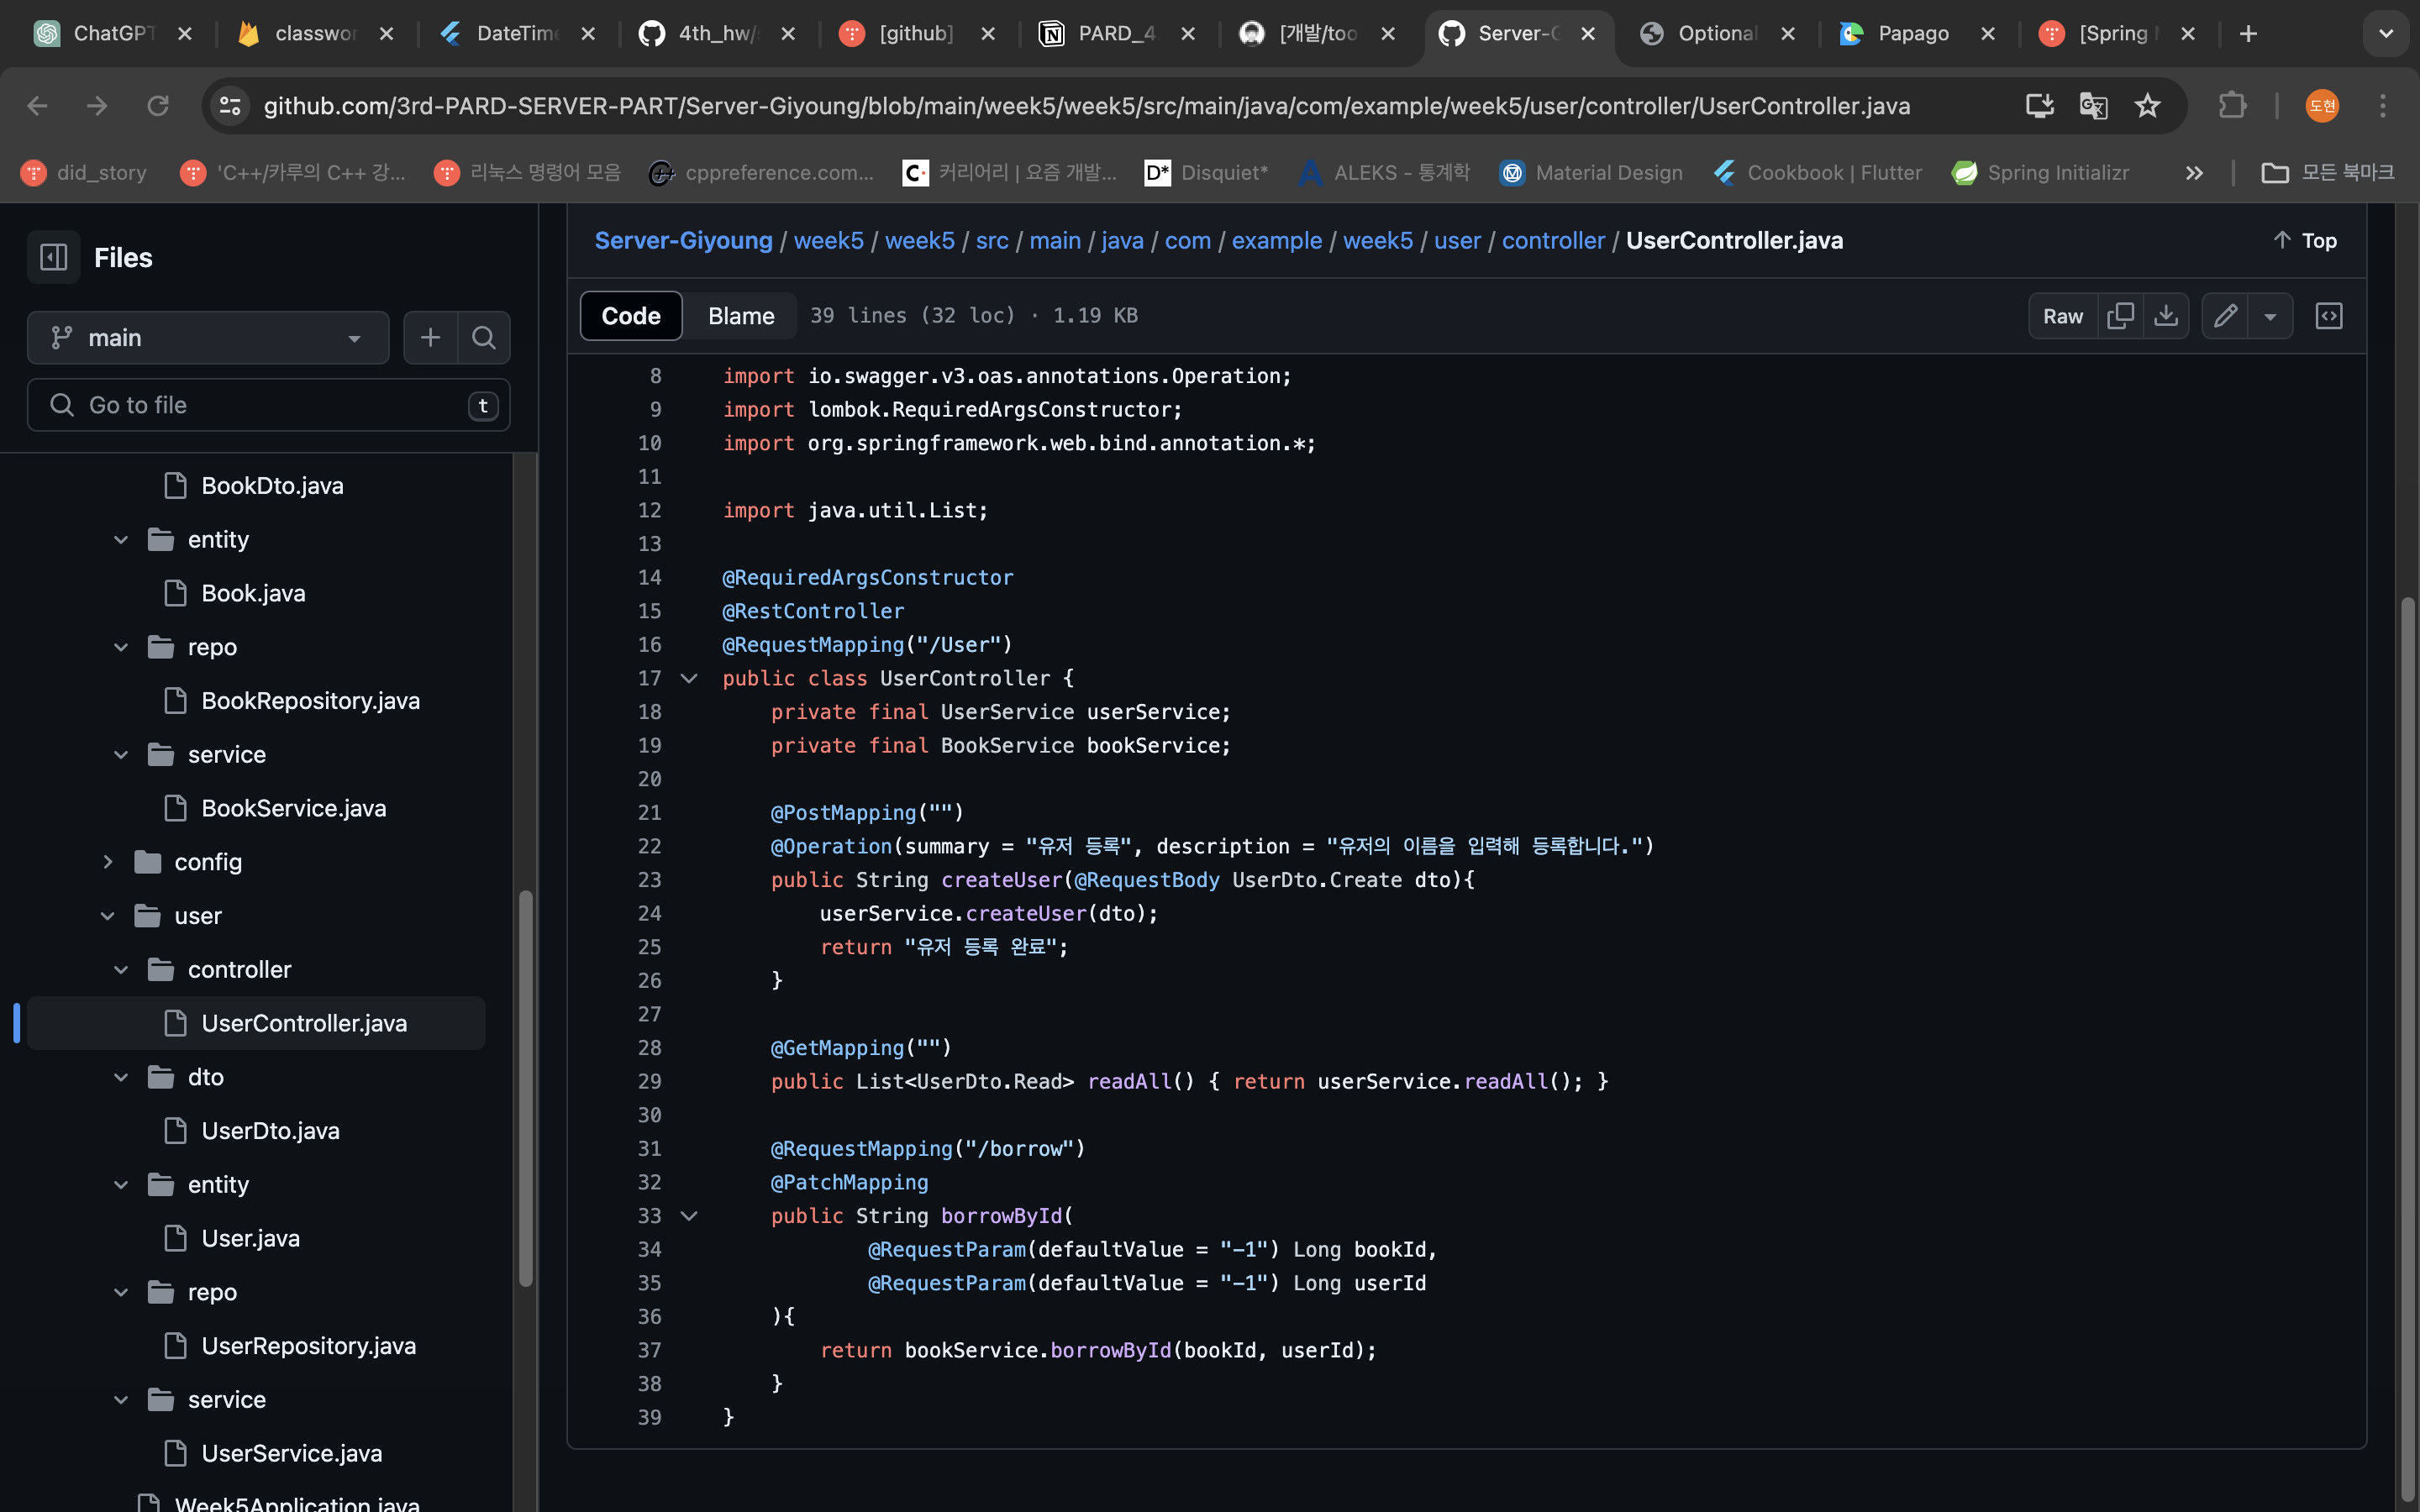 ChatGPT
classwor
DateTime
4th_hw/
[github]
PARD_4
[개발/too
Server-G
Optional
Papago
[Spring
github.com/3rd-PARD-SERVER-PART/Server-Giyoung/blob/main/week5/week5/src/main/java/com/example/week5/user/controller/UserController.java
도현
did_story
'C++/카루의 C++ 강...
리눅스 명령어 모음
cppreference.com...
커리어리 | 요즘 개발...
Disquiet*
ALEKS - 통계학
Material Design
Cookbook | Flutter
Spring Initializr
모든 북마크
Files
main
Go to file
t
BookDto.java
entity
Book.java
repo
BookRepository.java
service
BookService.java
config
user
controller
UserController.java
dto
UserDto.java
entity
User.java
repo
UserRepository.java
service
UserService.java
Week5Application.java
Server-Giyoung / week5 / week5 / src / main / java / com / example / week5 / user / controller / UserController.java
Top
Code
Blame
39 lines (32 loc) · 1.19 KB
Raw
8 import io.swagger.v3.oas.annotations.Operation;
9 import lombok.RequiredArgsConstructor;
10 import org.springframework.web.bind.annotation.*;
11
12 import java.util.List;
13
14 @RequiredArgsConstructor
15 @RestController
16 @RequestMapping("/User")
17 public class UserController {
18     private final UserService userService;
19     private final BookService bookService;
20
21     @PostMapping("")
22     @Operation(summary = "유저 등록", description = "유저의 이름을 입력해 등록합니다.")
23     public String createUser(@RequestBody UserDto.Create dto){
24         userService.createUser(dto);
25         return "유저 등록 완료";
26     }
27
28     @GetMapping("")
29     public List<UserDto.Read> readAll() { return userService.readAll(); }
30
31     @RequestMapping("/borrow")
32     @PatchMapping
33     public String borrowById(
34             @RequestParam(defaultValue = "-1") Long bookId,
35             @RequestParam(defaultValue = "-1") Long userId
36     ){
37         return bookService.borrowById(bookId, userId);
38     }
39 }